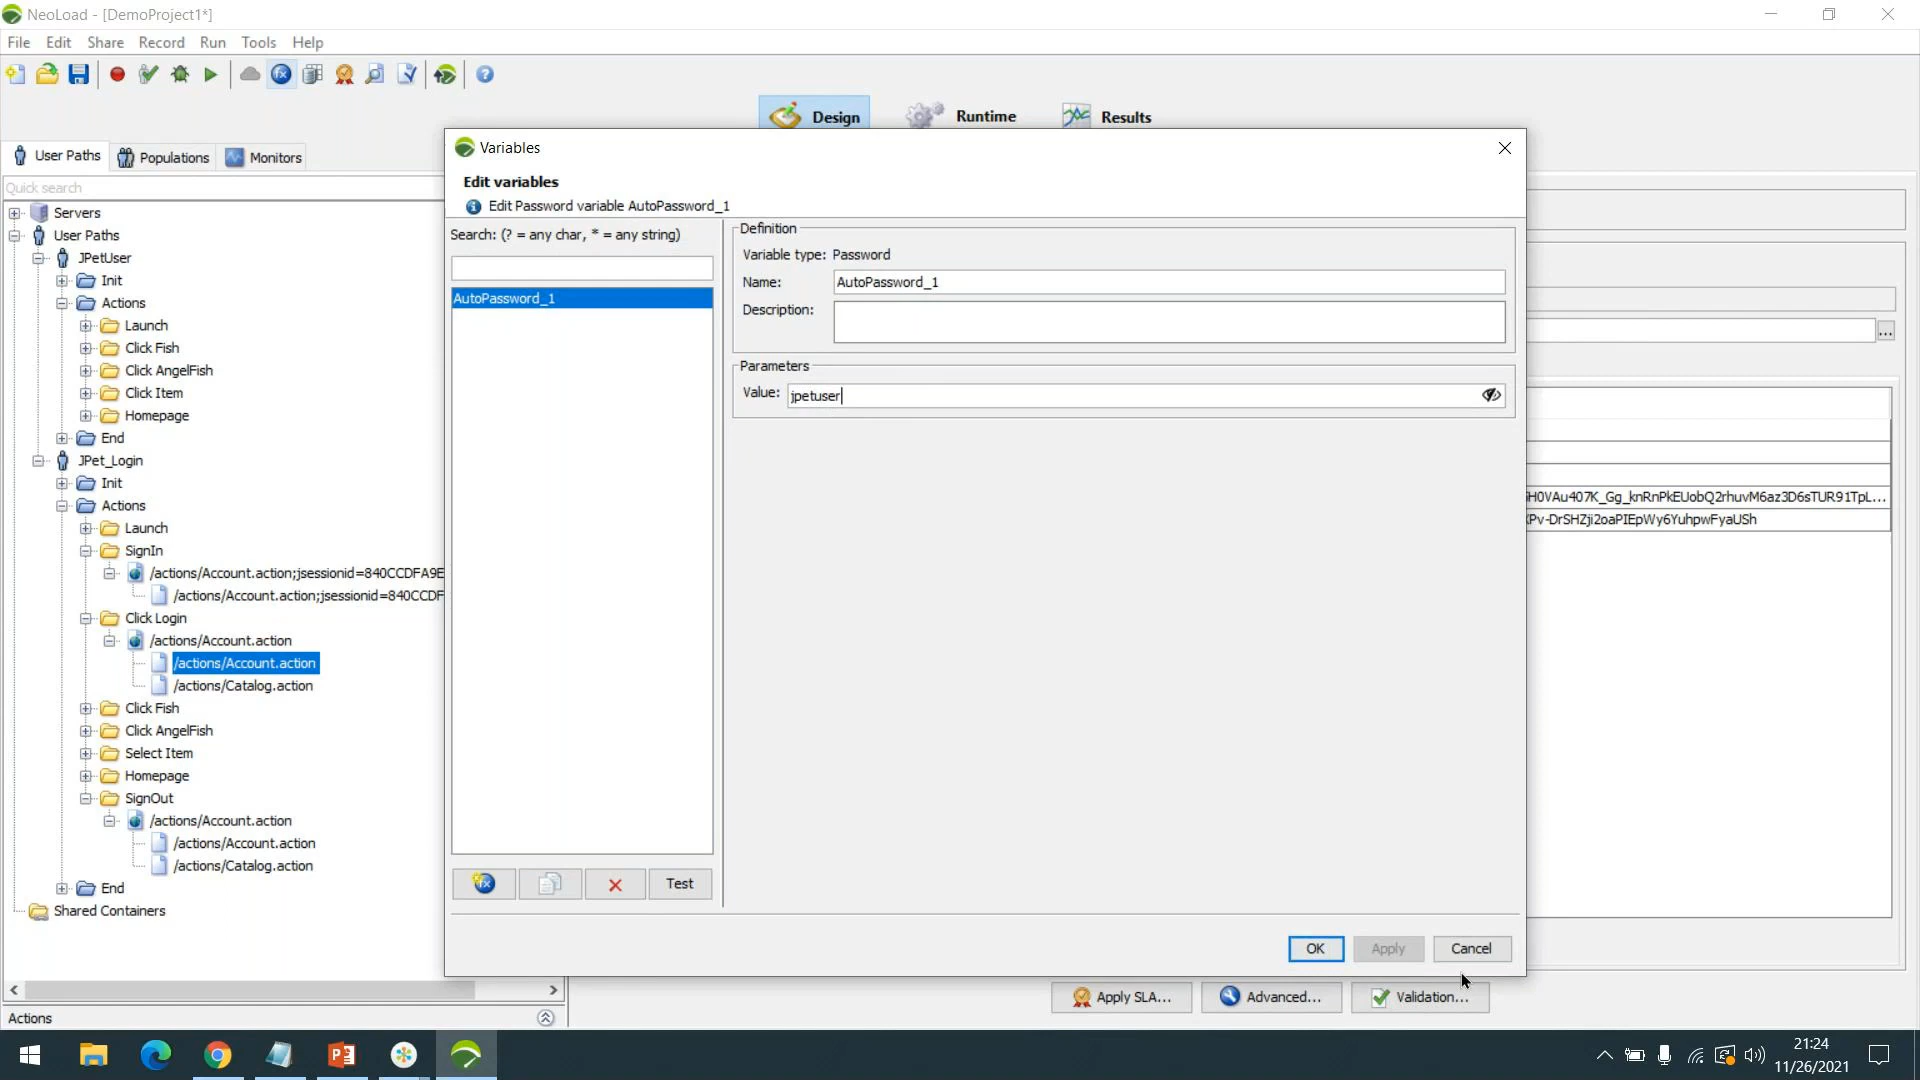 NeoLoad - [DemoProject1*]
File Edit Share Record Run Tools Help
Design Runtime Results
User Paths Populations Monitors
Quick search
Servers
User Paths
JPetUser
Init
Actions
Launch
Click Fish
Click AngelFish
Click Item
Homepage
End
JPet_Login
Init
Actions
Launch
SignIn
/actions/Account.action;jsessionid=840CCDFA9E
/actions/Account.action;jsessionid=840CCDF
Click Login
/actions/Account.action
/actions/Account.action
/actions/Catalog.action
Click Fish
Click AngelFish
Select Item
Homepage
SignOut
/actions/Account.action
/actions/Account.action
/actions/Catalog.action
End
Shared Containers
Actions
Variables
Edit variables
Edit Password variable AutoPassword_1
Search: (? = any char, * = any string)
AutoPassword_1
Test
Definition
Variable type: Password
Name: AutoPassword_1
Description:
Parameters
Value: jpetuser
OK Apply Cancel
...
H0VAu407K_Gg_knRnPkEUobQ2rhuvM6az3D6sTUR91TpL...
Pv-DrSHZji2oaPIEpWy6YuhpwFyaUSh
Apply SLA... Advanced... Validation...
21:24
11/26/2021